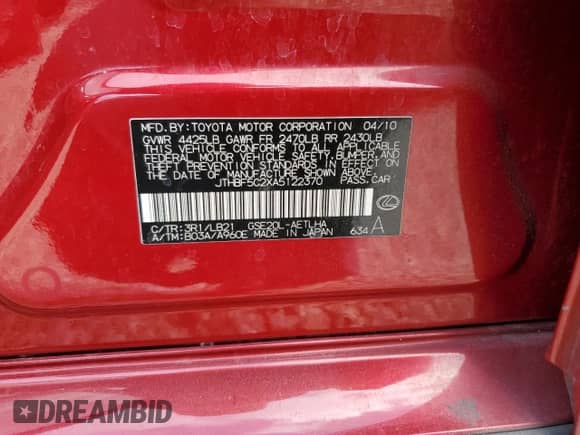 MFD.BY:TOYOTA MOTOR CORPORATION 04/10
GVWR 4425LB GAWR FR 2470LB RR 2430LB
THIS VEHICLE CONFORMS TO ALL APPLICABLE
FEDERAL MOTOR VEHICLE SAFETY,BUMPER,AND
THEFT PREVENTION STANDARDS IN EFFECT ON
THE DATE OF MANUFACTURE SHOWN ABOVE.
JTHBF5C2XA5122370 PASS.CAR
C/TR:3R1/LB21 GSE20L-AETLHA
A/TM:B03A/A960E MADE IN JAPAN 634 A
DREAMBID